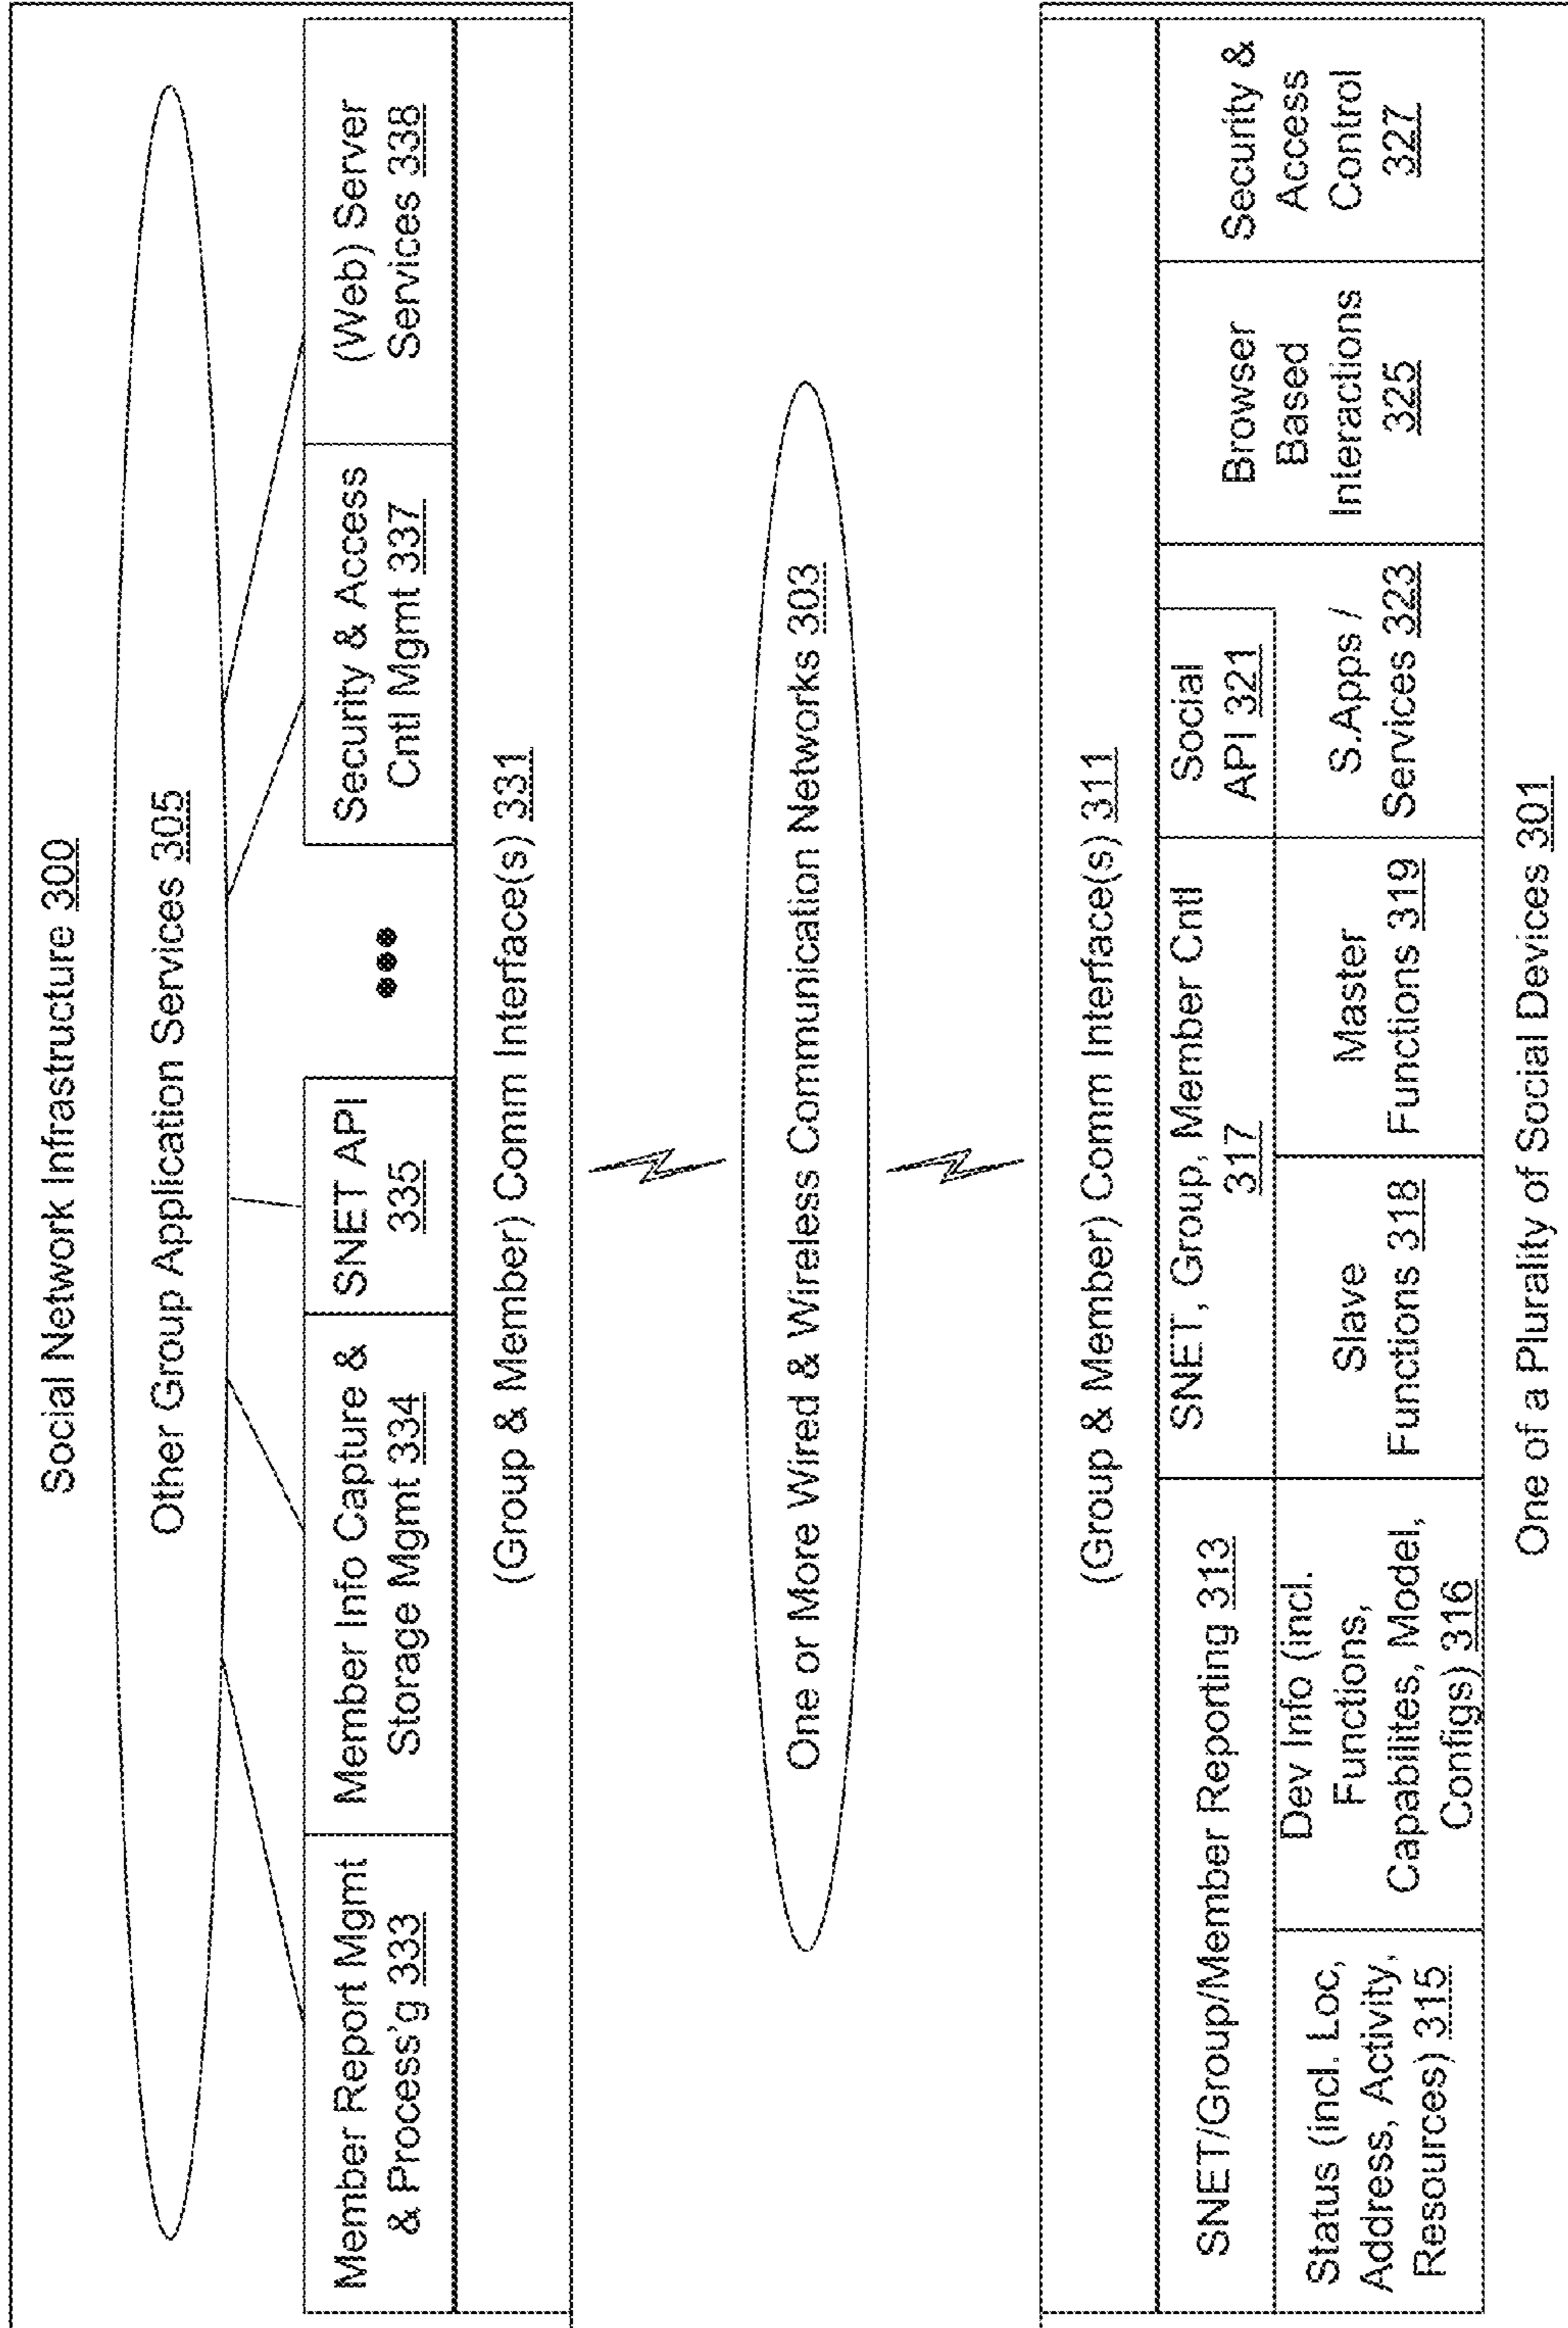 Social Network Infrastructure 300
Other Group Application Services 305
Member Report Mgmt
& Process'g 333
Member Info Capture &
Storage Mgmt 334
SNET API
335
Security & Access
Cntl Mgmt 337
(Web) Server
Services 338
(Group & Member) Comm Interface(s) 331
One or More Wired & Wireless Communication Networks 303
(Group & Member) Comm Interface(s) 311
SNET/Group/Member Reporting 313
Status (incl. Loc,
Address, Activity,
Resources) 315
Dev Info (incl.
Functions,
Capabilites, Model,
Configs) 316
SNET, Group, Member Cntl
317
Slave
Functions 318
Master
Functions 319
Social
API 321
S.Apps /
Services 323
Browser
Based
Interactions
325
Security &
Access
Control
327
One of a Plurality of Social Devices 301